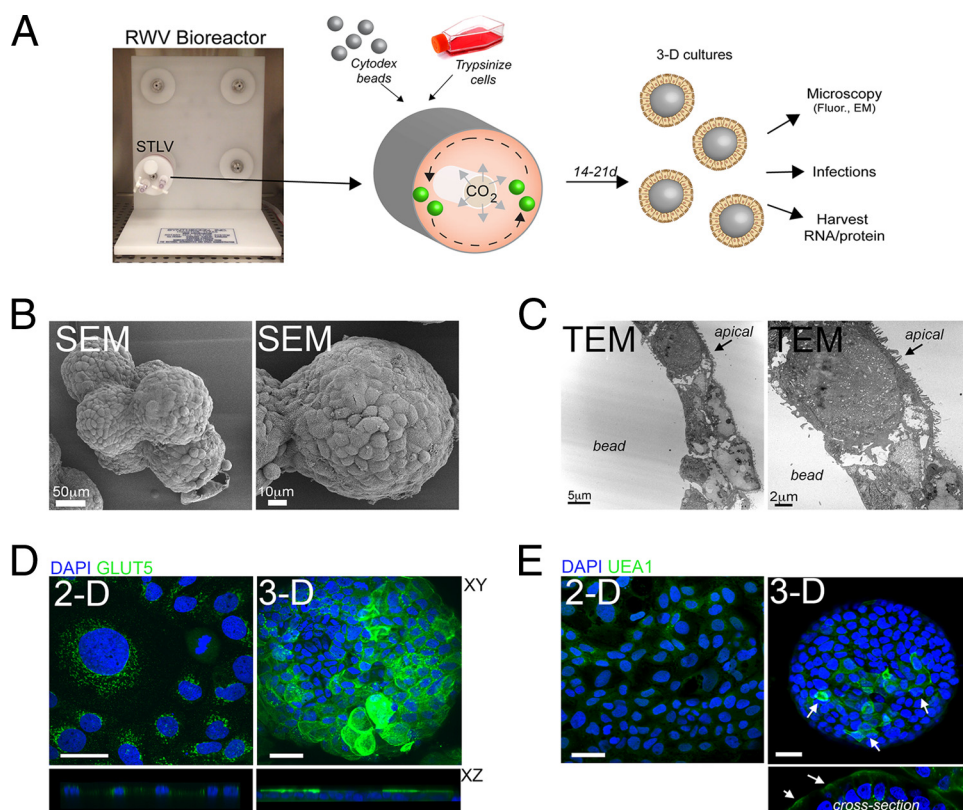 A
RWV Bioreactor
STLV
Cytodex
beads
Trypsinize
cells
CO2
14-21d
3-D cultures
Microscopy
(Fluor., EM)
Infections
Harvest
RNA/protein
B
SEM
50μm
SEM
10μm
C
TEM
apical
bead
5μm
TEM
apical
bead
2μm
D
DAPI GLUT5
2-D
3-D
XY
XZ
E
DAPI UEA1
2-D
3-D
cross-section